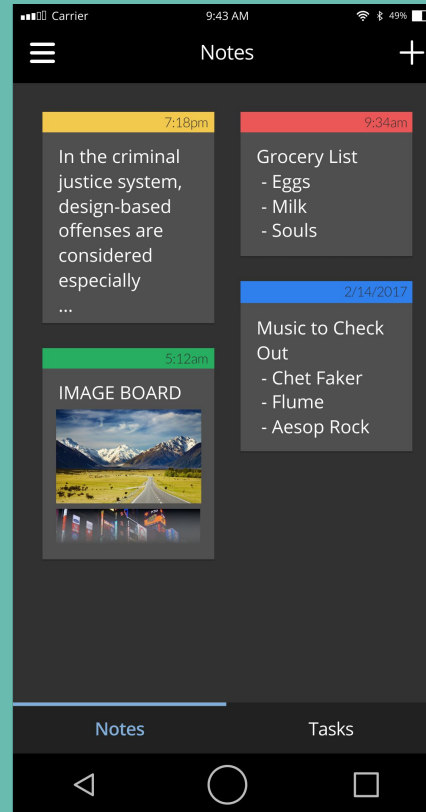 Carrier 9:43 AM 49%
Notes
7:18pm
In the criminal
justice system,
design-based
offenses are
considered
especially
...
9:34am
Grocery List
- Eggs
- Milk
- Souls
5:12am
IMAGE BOARD
2/14/2017
Music to Check
Out
- Chet Faker
- Flume
- Aesop Rock
Notes Tasks